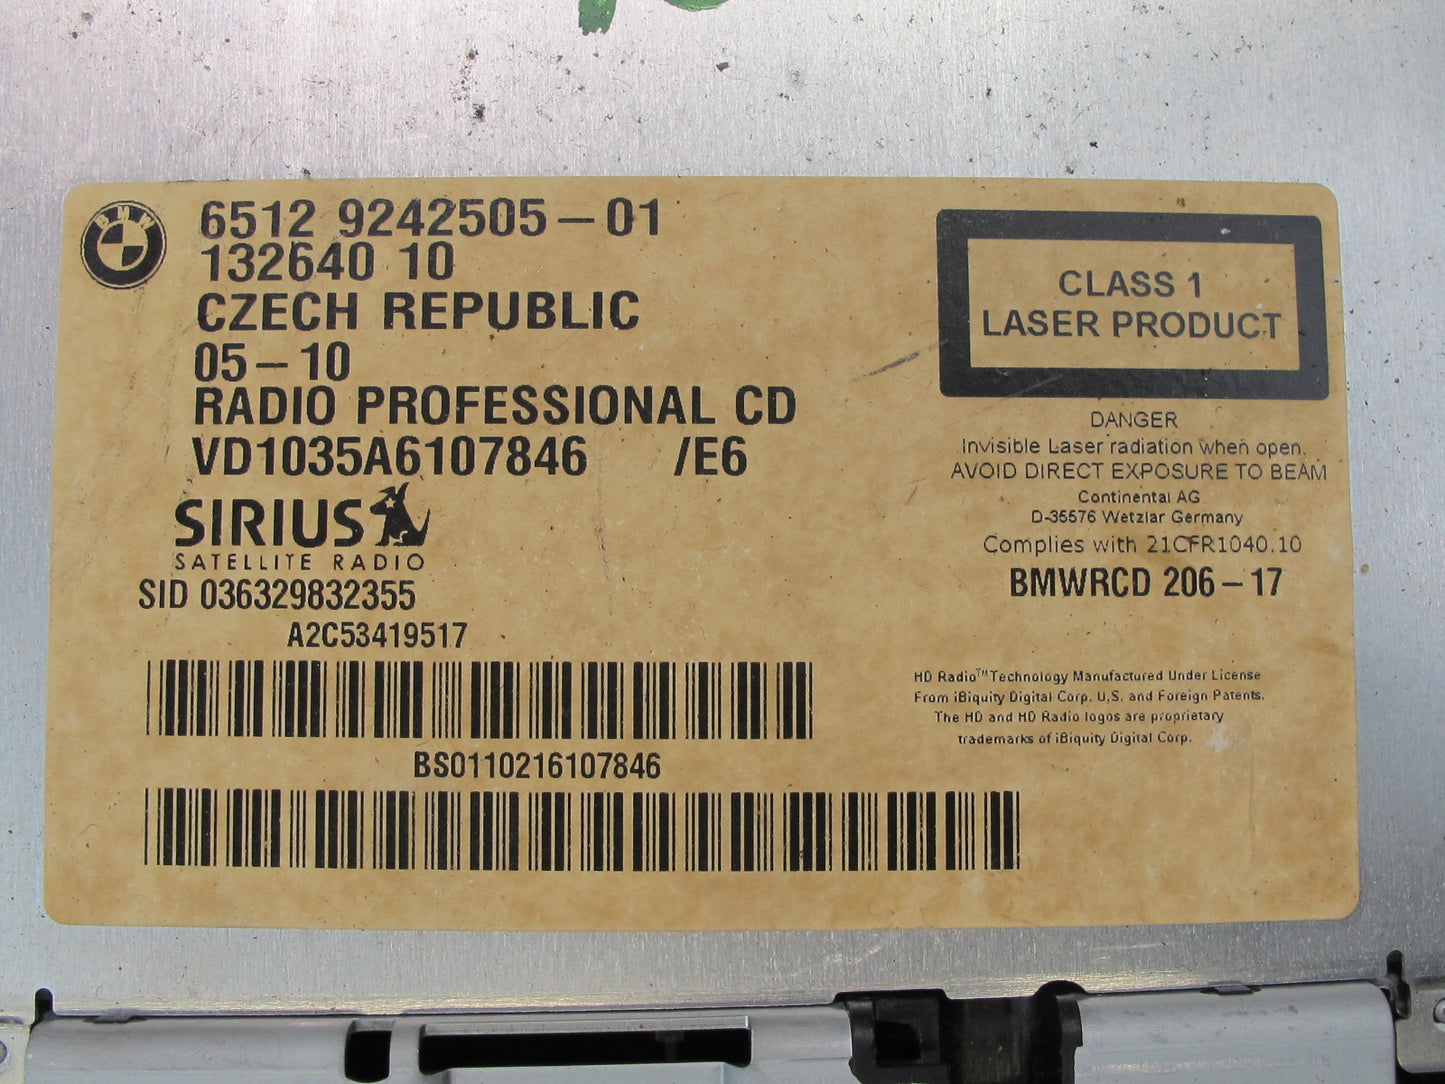 BMW
6512 9242505-01
132640 10
CZECH REPUBLIC
05-10
RADIO PROFESSIONAL CD
VD1035A6107846 /E6
SIRIUS
SATELLITE RADIO
SID 036329832355
A2C53419517
BS0110216107846
CLASS 1
LASER PRODUCT
DANGER
Invisible Laser radiation when open.
AVOID DIRECT EXPOSURE TO BEAM
Continental AG
D-35576 Wetzlar Germany
Complies with 21CFR1040.10
BMWRCD 206-17
HD Radio™ Technology Manufactured Under License
From iBiquity Digital Corp. U.S. and Foreign Patents.
The HD and HD Radio logos are proprietary
trademarks of iBiquity Digital Corp.